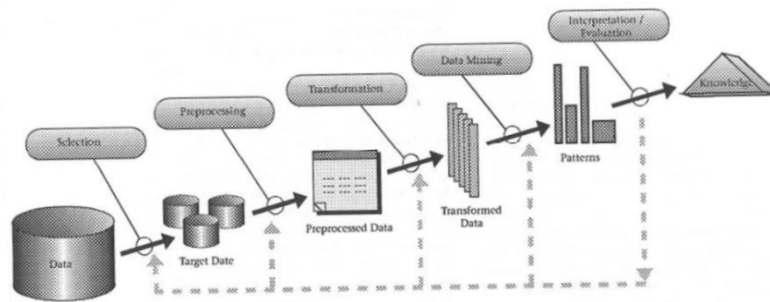 Interpretation /
Evaluation
Data Mining
Transformation
Preprocessing
Selection
Knowledge
Patterns
Transformed
Data
Preprocessed Data
Target Date
Data